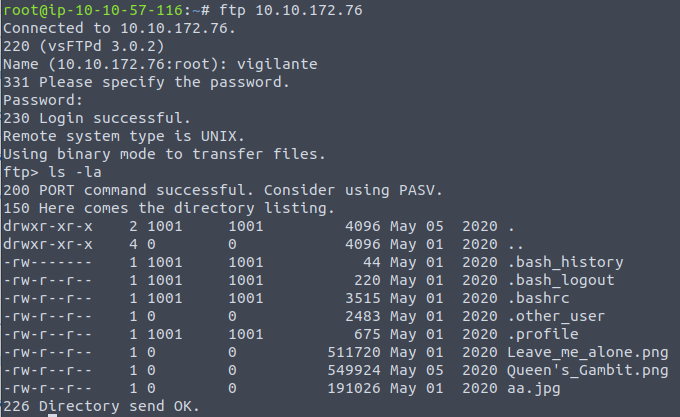 root@ip-10-10-57-116:~# ftp 10.10.172.76
Connected to 10.10.172.76.
220 (vsFTPd 3.0.2)
Name (10.10.172.76:root): vigilante
331 Please specify the password.
Password:
230 Login successful.
Remote system type is UNIX.
Using binary mode to transfer files.
ftp> ls -la
200 PORT command successful. Consider using PASV.
150 Here comes the directory listing.
drwxr-xr-x    2 1001     1001         4096 May 05  2020 .
drwxr-xr-x    4 0        0            4096 May 01  2020 ..
-rw-------    1 1001     1001           44 May 01  2020 .bash_history
-rw-r--r--    1 1001     1001          220 May 01  2020 .bash_logout
-rw-r--r--    1 1001     1001         3515 May 01  2020 .bashrc
-rw-r--r--    1 0        0            2483 May 01  2020 .other_user
-rw-r--r--    1 1001     1001          675 May 01  2020 .profile
-rw-r--r--    1 0        0          511720 May 01  2020 Leave_me_alone.png
-rw-r--r--    1 0        0          549924 May 05  2020 Queen's_Gambit.png
-rw-r--r--    1 0        0          191026 May 01  2020 aa.jpg
226 Directory send OK.